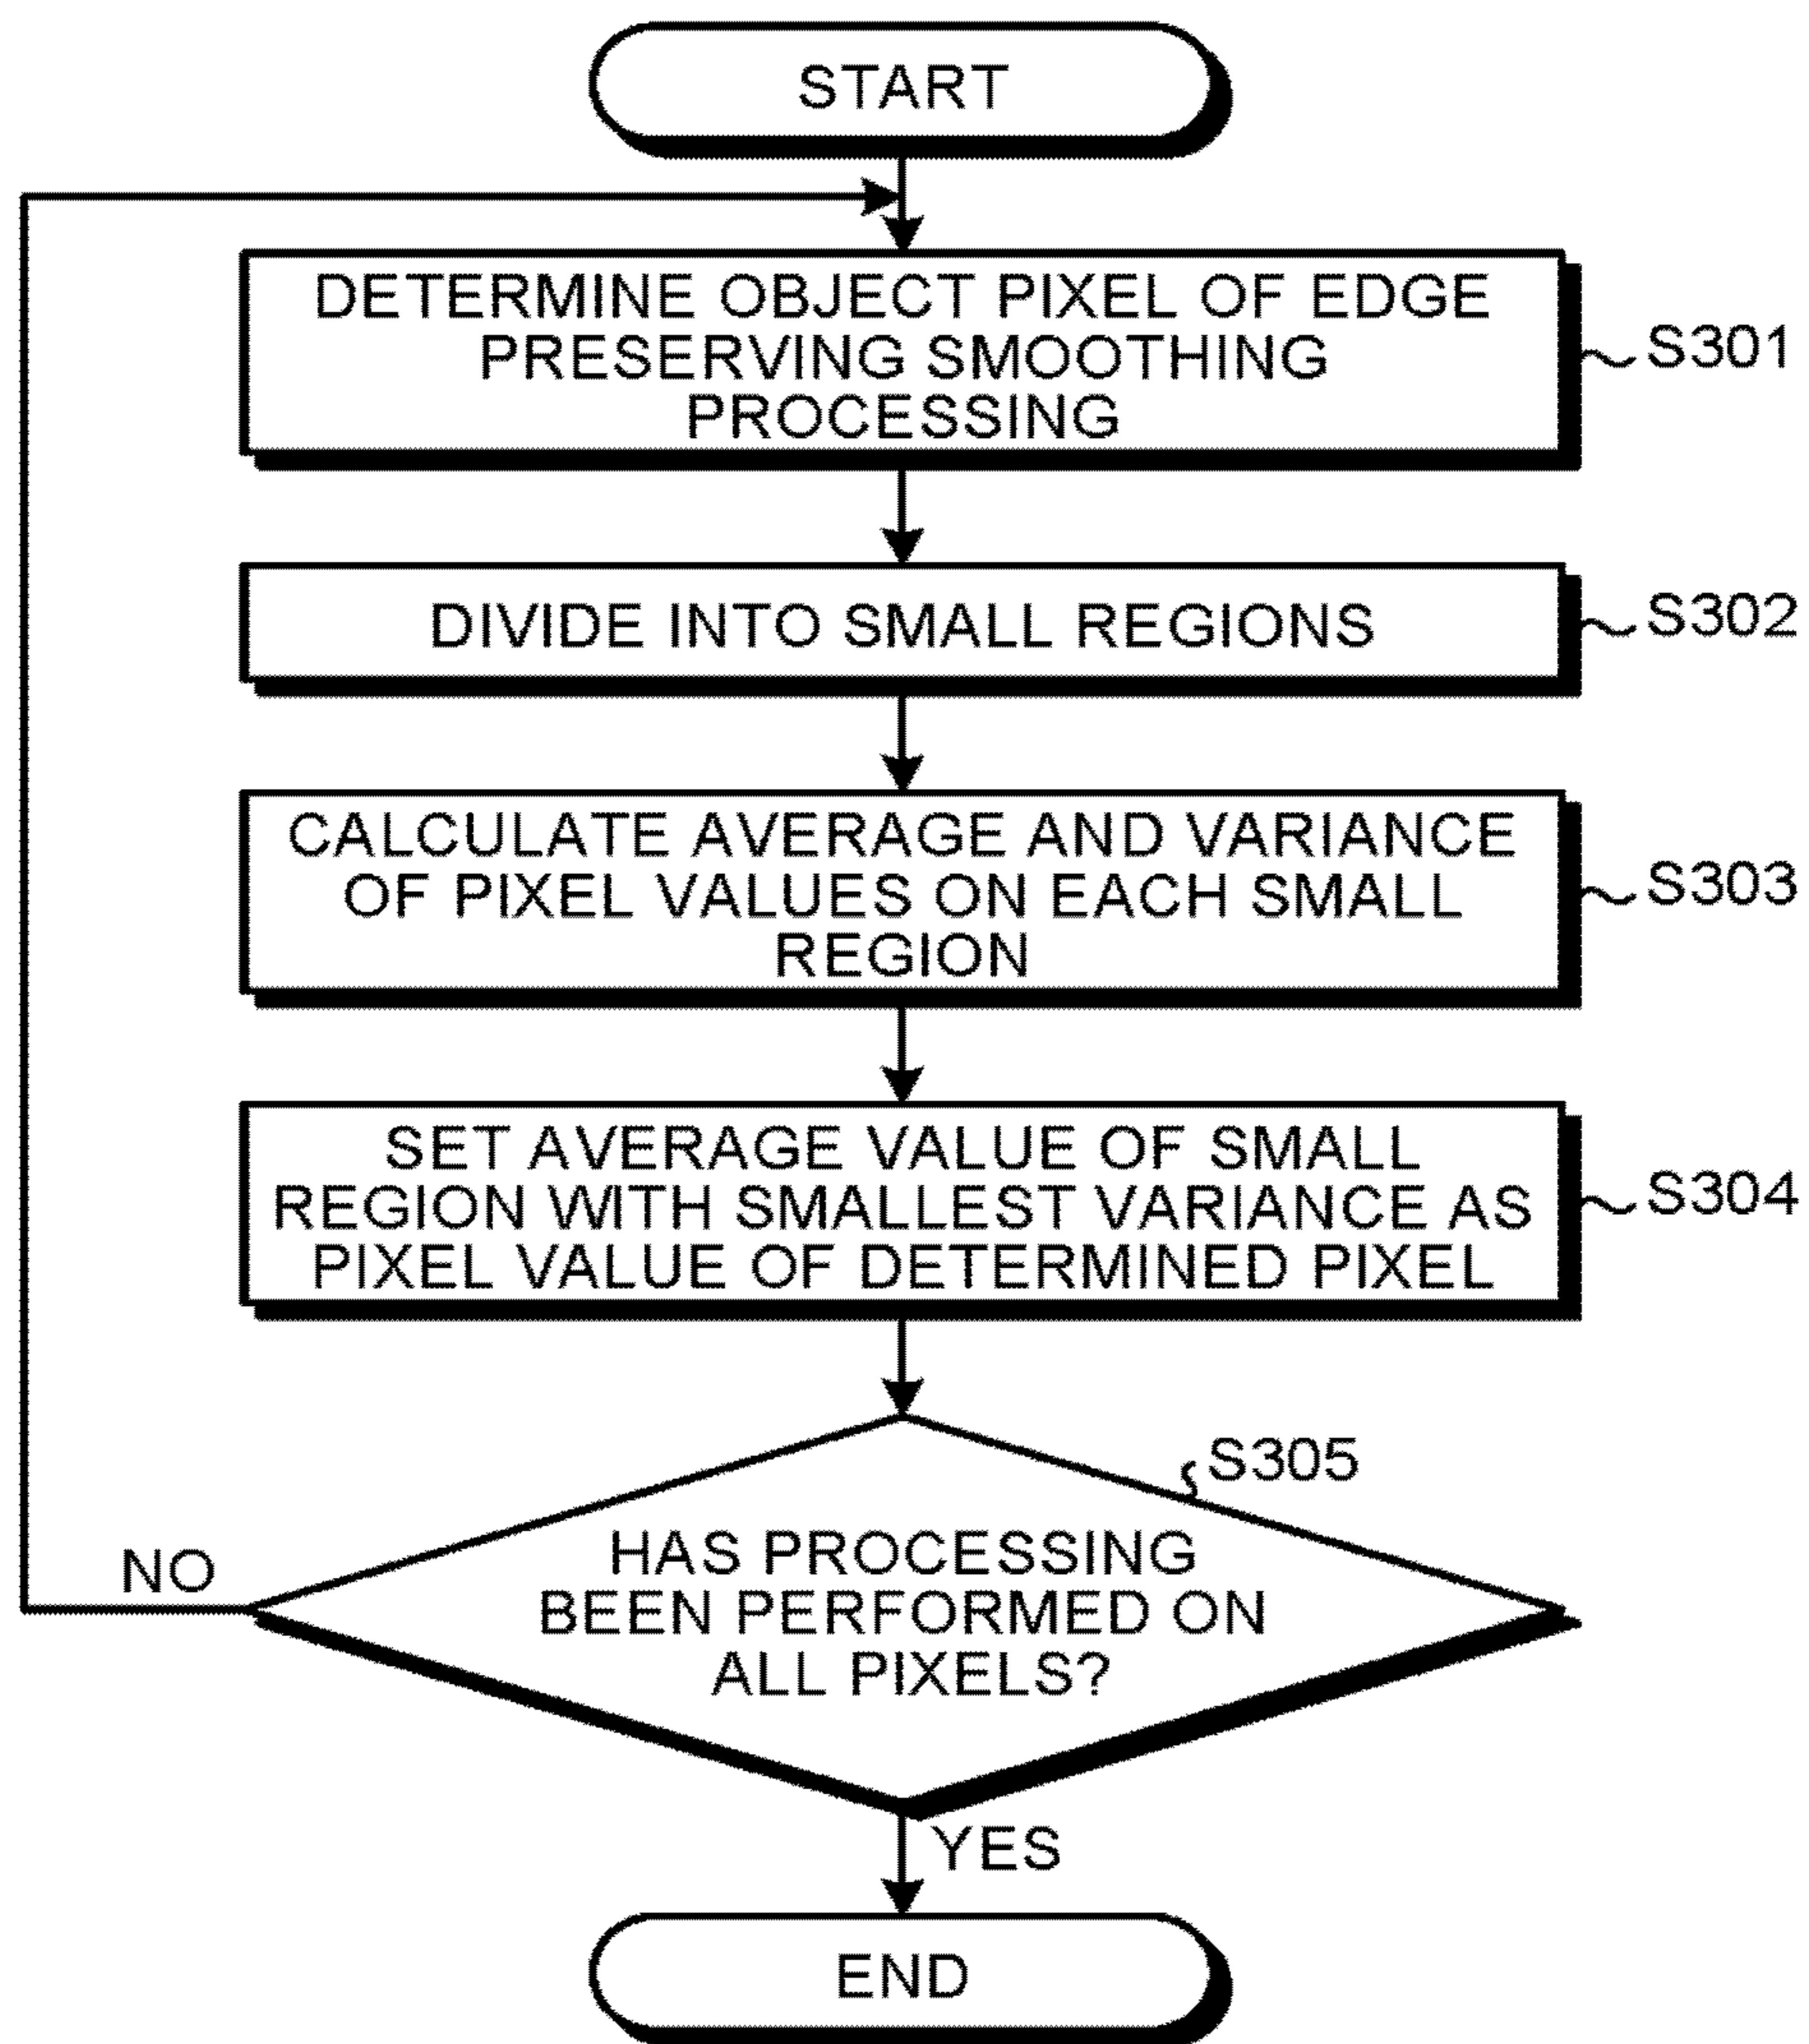 START
DETERMINE OBJECT PIXEL OF EDGE
PRESERVING SMOOTHING
PROCESSING
S301
DIVIDE INTO SMALL REGIONS
S302
CALCULATE AVERAGE AND VARIANCE
OF PIXEL VALUES ON EACH SMALL
REGION
S303
SET AVERAGE VALUE OF SMALL
REGION WITH SMALLEST VARIANCE AS
PIXEL VALUE OF DETERMINED PIXEL
S304
S305
HAS PROCESSING
BEEN PERFORMED ON
ALL PIXELS?
NO
YES
END